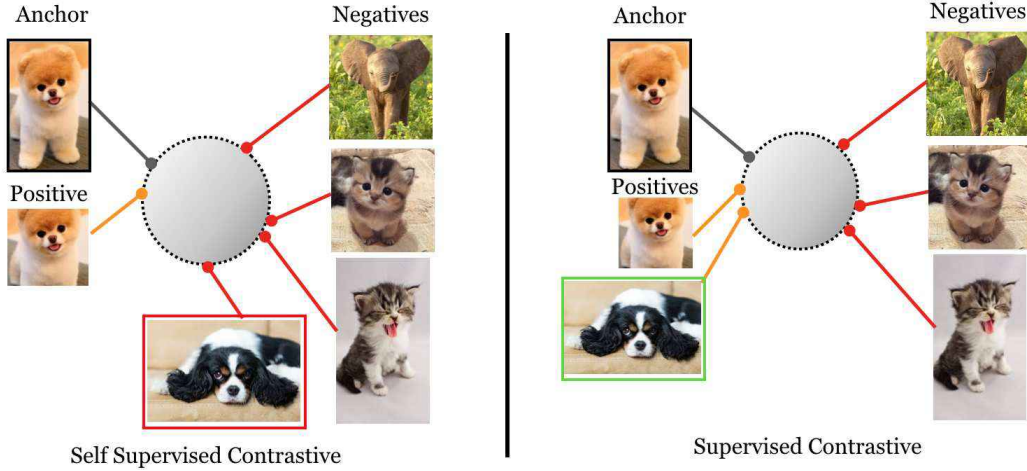 Anchor
Negatives
Positive
Self Supervised Contrastive
Anchor
Negatives
Positives
Supervised Contrastive